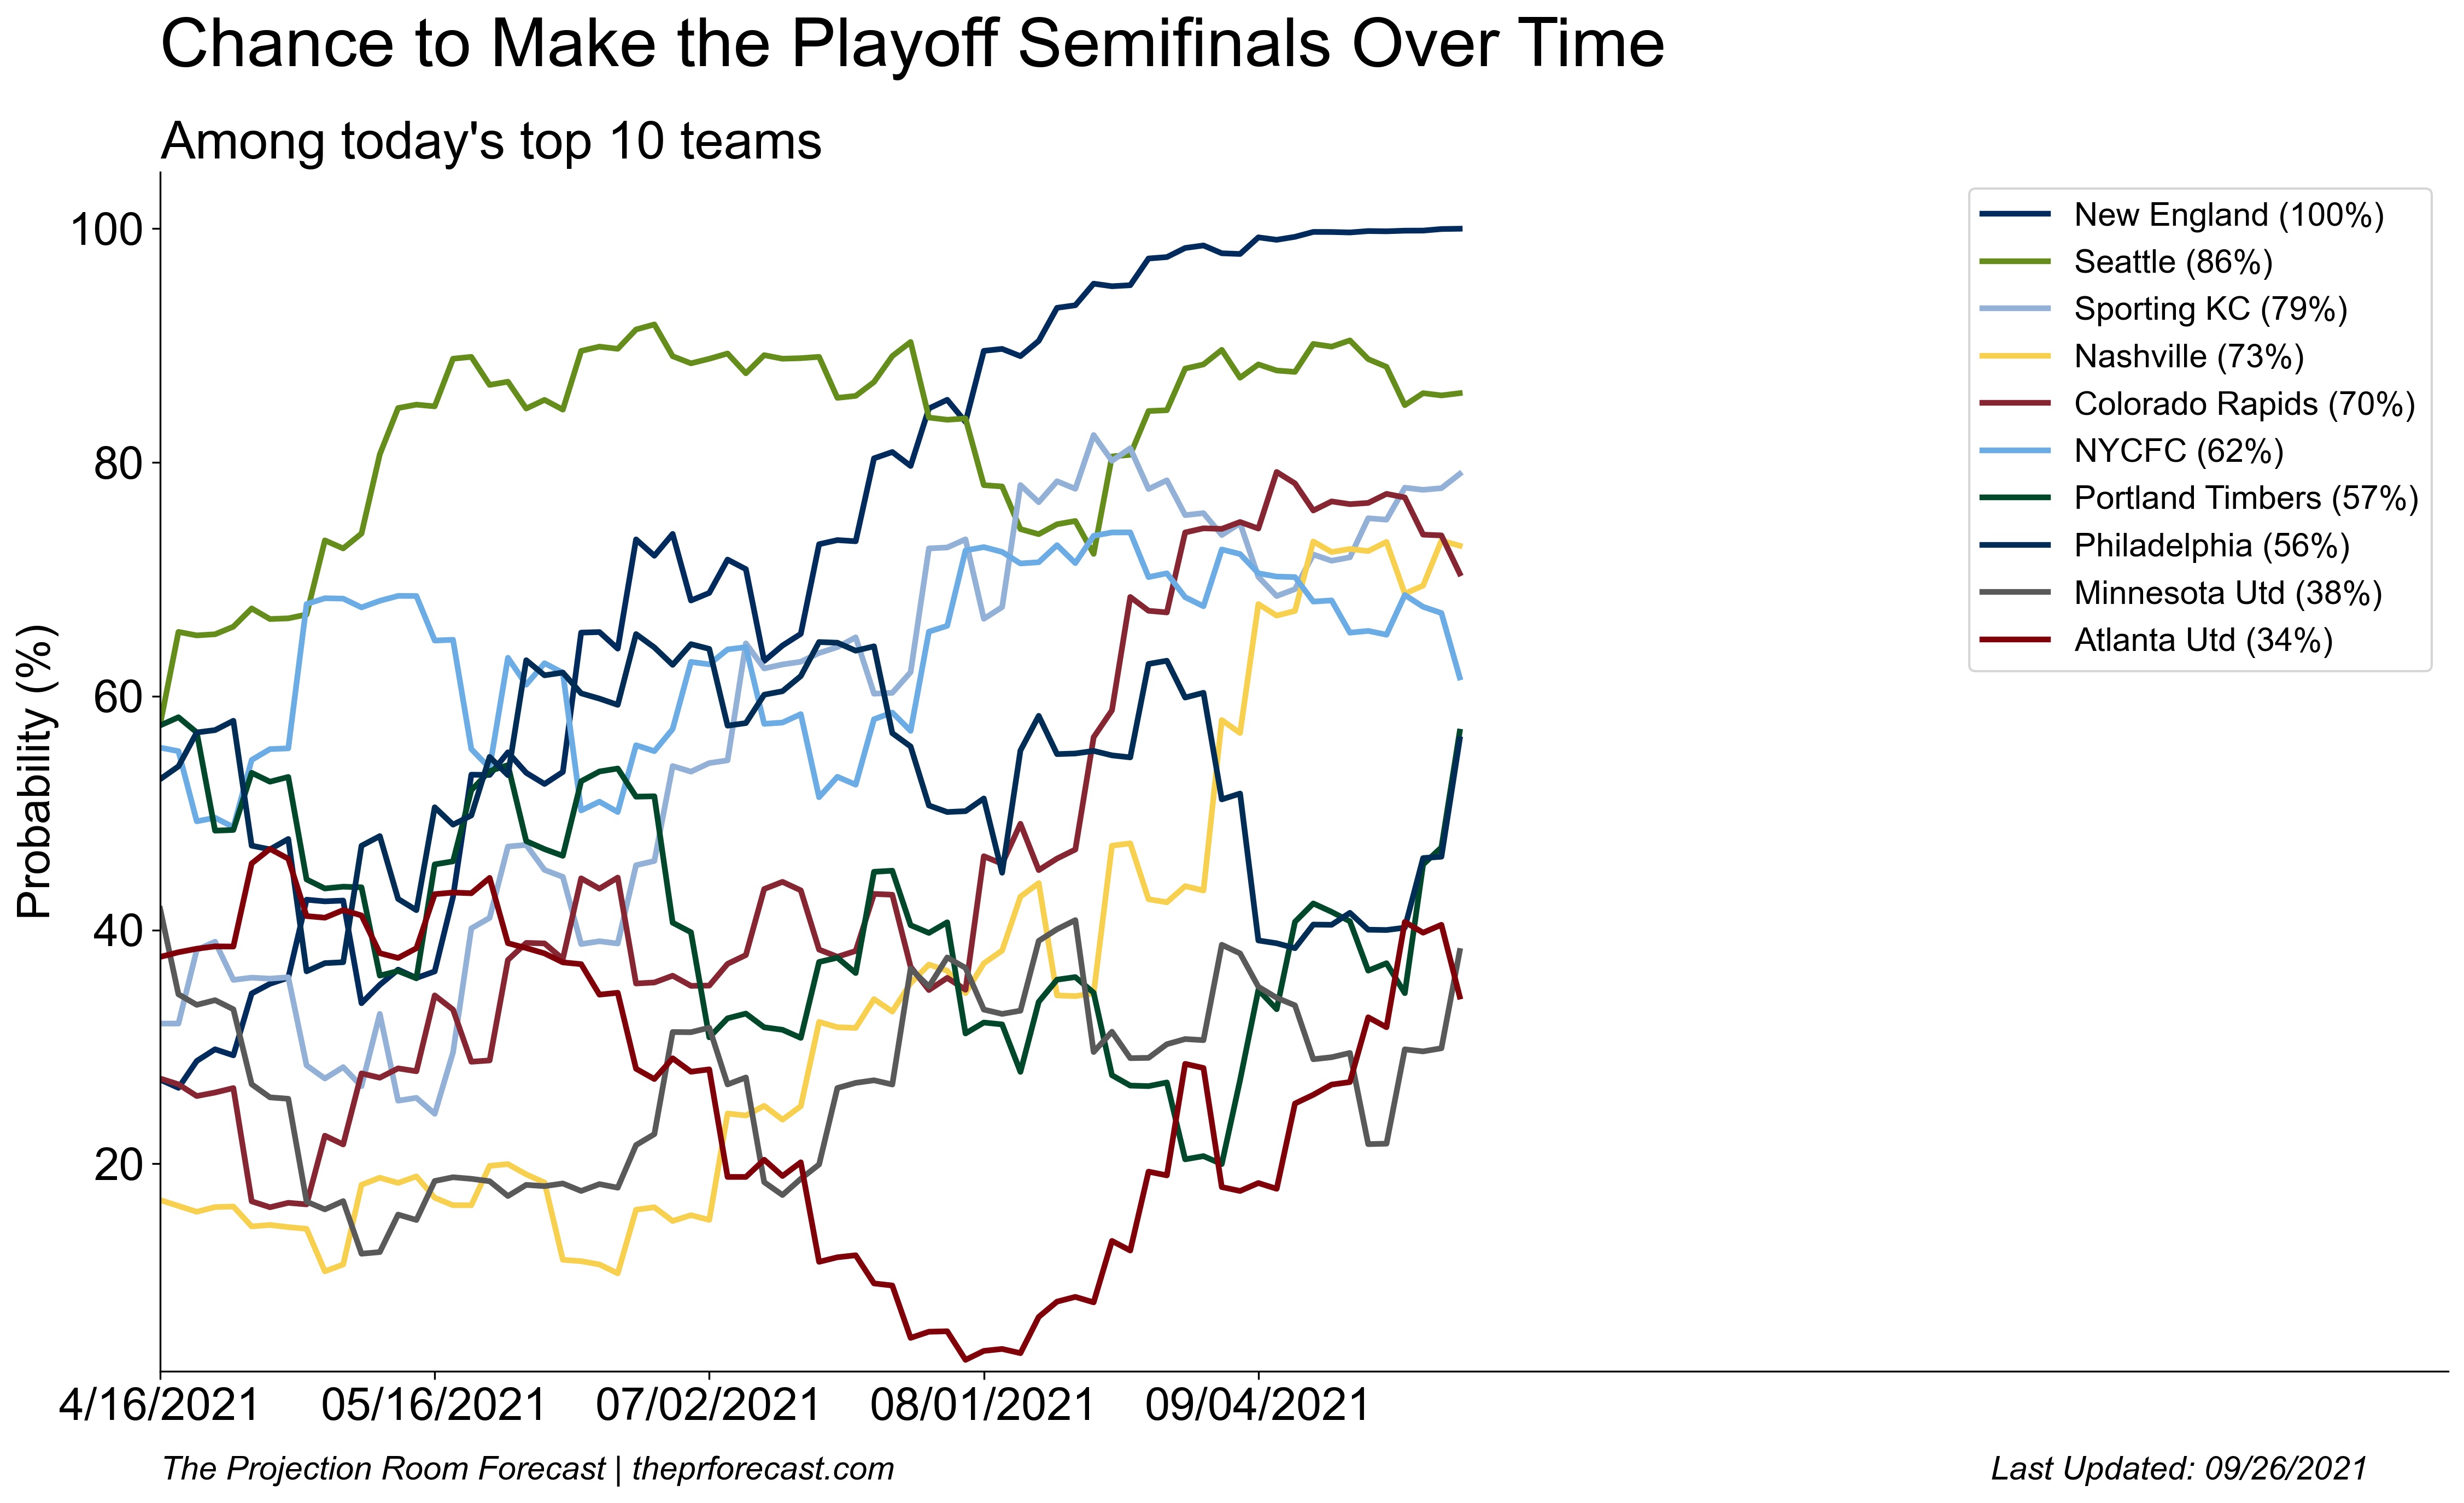 Chance to Make the Playoff Semifinals Over Time
Among today's top 10 teams
Probability (%)
100
80
60
40
20
New England (100%)
Seattle (86%)
Sporting KC (79%)
Nashville (73%)
Colorado Rapids (70%)
NYCFC (62%)
Portland Timbers (57%)
Philadelphia (56%)
Minnesota Utd (38%)
Atlanta Utd (34%)
4/16/2021 05/16/2021 07/02/2021 08/01/2021 09/04/2021
The Projection Room Forecast | theprforecast.com
Last Updated: 09/26/2021